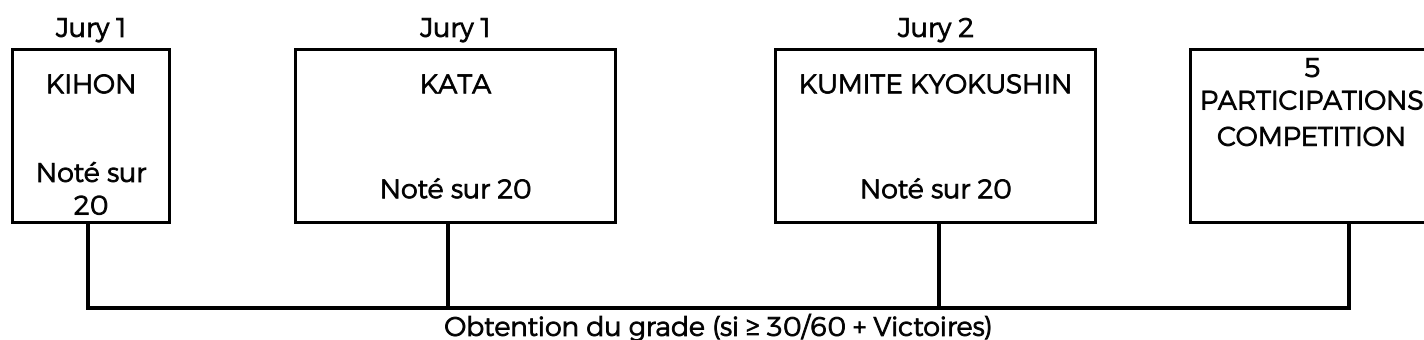 Jury 1
KIHON
Noté sur
20
Jury 1
KATA
Noté sur 20
Jury 2
KUMITE KYOKUSHIN
Noté sur 20
5
PARTICIPATIONS
COMPETITION
Obtention du grade (si ≥ 30/60 + Victoires)